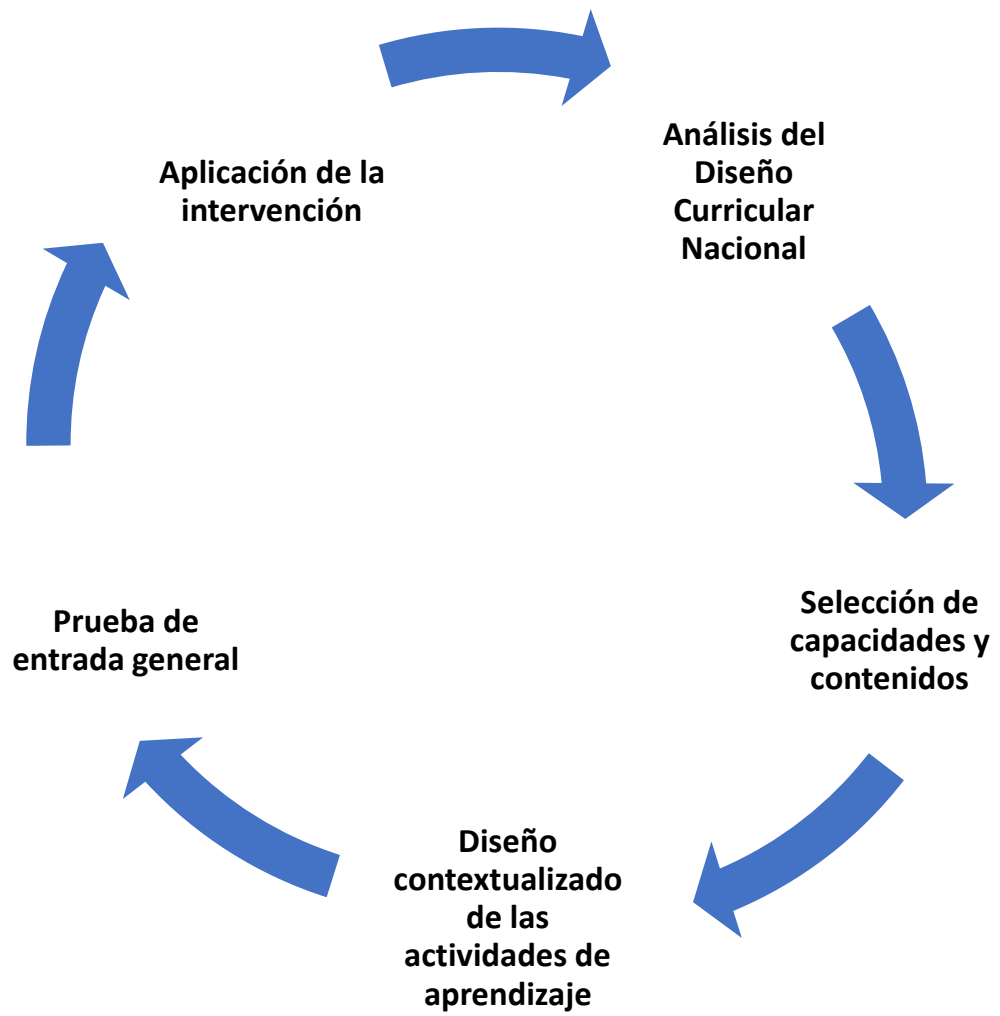 Análisis del
Diseño
Curricular
Nacional
Selección de
capacidades y
contenidos
Diseño
contextualizado
de las
actividades de
aprendizaje
Prueba de
entrada general
Aplicación de la
intervención